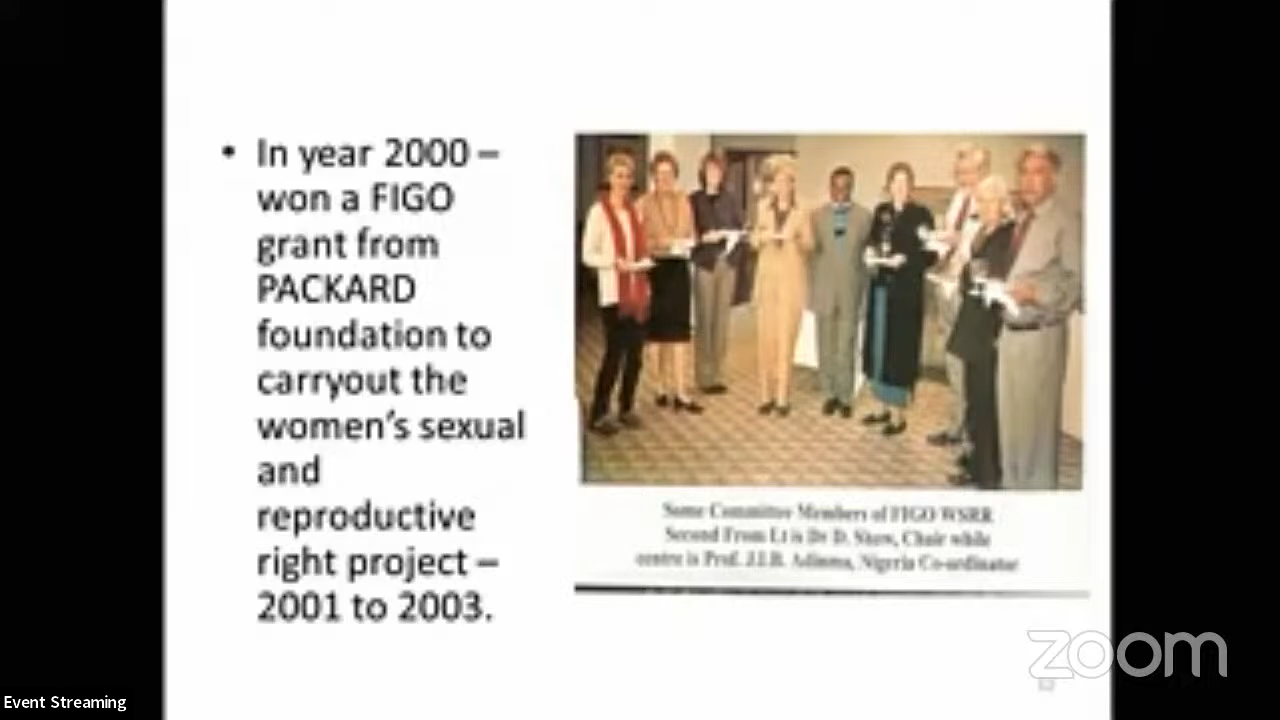 • In year 2000 –
won a FIGO
grant from
PACKARD
foundation to
carryout the
women's sexual
and
reproductive
right project –
2001 to 2003.
Some Committee Members of FIGO WSRR
Second From Lt is Dr D. Shaw, Chair while
centre is Prof. J.I.B. Adinma, Nigeria Co-ordinator
zoom
Event Streaming